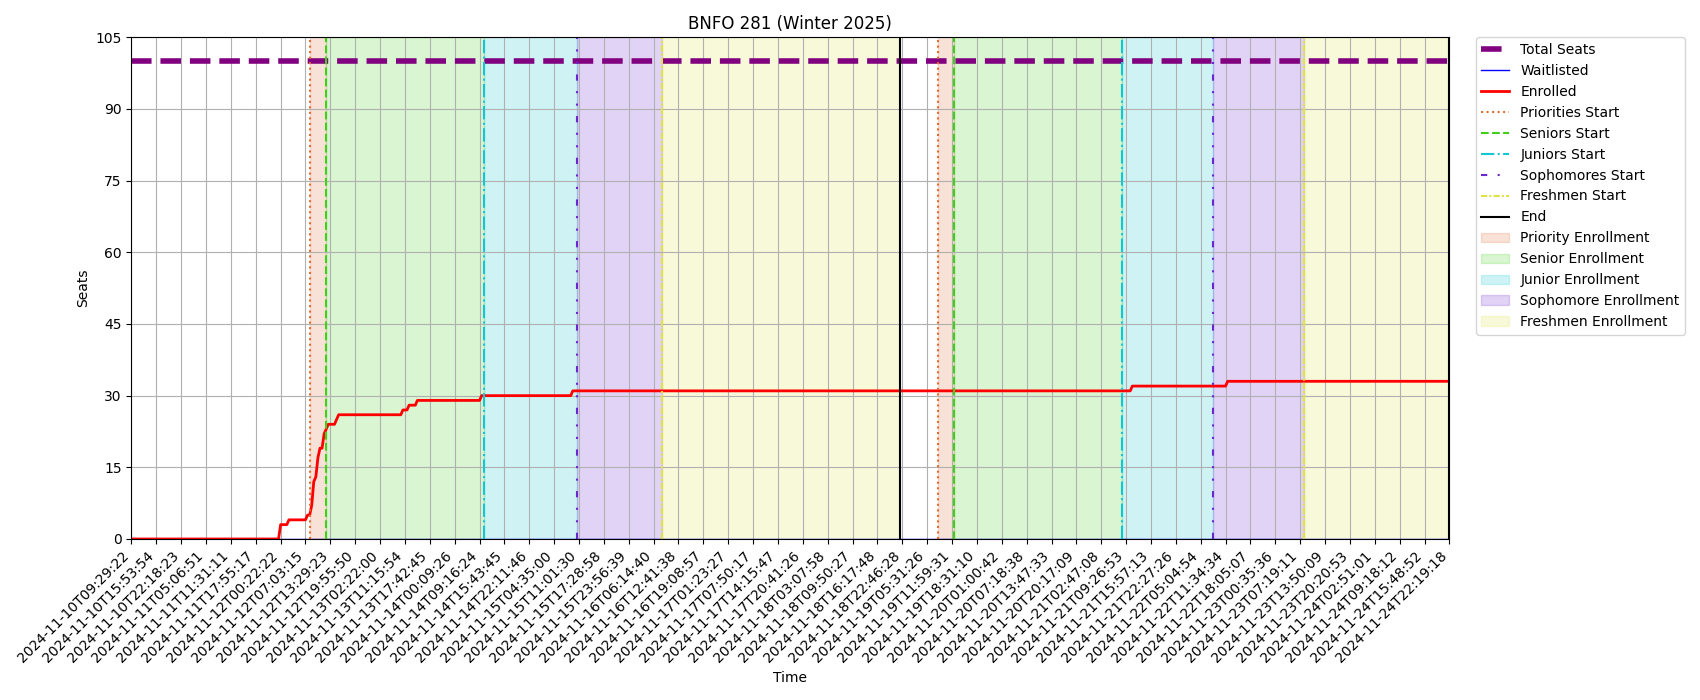 BNFO 281 (Winter 2025)
105
90
75
60
45
30
15
0
Seats
2024-11-10T09:29:22
2024-11-10T15:53:54
2024-11-10T22:18:23
2024-11-11T05:06:51
2024-11-11T11:31:11
2024-11-11T17:55:17
2024-11-12T00:22:22
2024-11-12T07:03:15
2024-11-12T13:29:23
2024-11-12T19:55:50
2024-11-13T01:22:00
2024-11-13T11:15:54
2024-11-13T17:42:45
2024-11-14T00:09:26
2024-11-14T09:16:24
2024-11-14T15:43:45
2024-11-14T22:11:46
2024-11-15T04:35:00
2024-11-15T11:01:30
2024-11-15T17:28:58
2024-11-15T23:56:39
2024-11-16T06:14:40
2024-11-16T12:41:38
2024-11-16T19:08:57
2024-11-17T01:23:27
2024-11-17T07:50:17
2024-11-17T14:15:47
2024-11-17T20:41:26
2024-11-18T03:07:58
2024-11-18T09:50:27
2024-11-18T16:17:48
2024-11-18T22:46:28
2024-11-19T05:31:26
2024-11-19T11:59:31
2024-11-19T18:31:10
2024-11-20T01:00:42
2024-11-20T07:18:38
2024-11-20T13:47:33
2024-11-20T20:17:09
2024-11-21T02:47:08
2024-11-21T09:26:53
2024-11-21T15:57:13
2024-11-21T22:27:26
2024-11-22T05:04:54
2024-11-22T11:34:34
2024-11-22T18:05:07
2024-11-23T00:35:36
2024-11-23T07:19:11
2024-11-23T13:50:09
2024-11-23T20:20:53
2024-11-24T02:51:01
2024-11-24T09:18:12
2024-11-24T15:48:52
2024-11-24T22:19:18
Time
Total Seats
Waitlisted
Enrolled
Priorities Start
Seniors Start
Juniors Start
Sophomores Start
Freshmen Start
End
Priority Enrollment
Senior Enrollment
Junior Enrollment
Sophomore Enrollment
Freshmen Enrollment